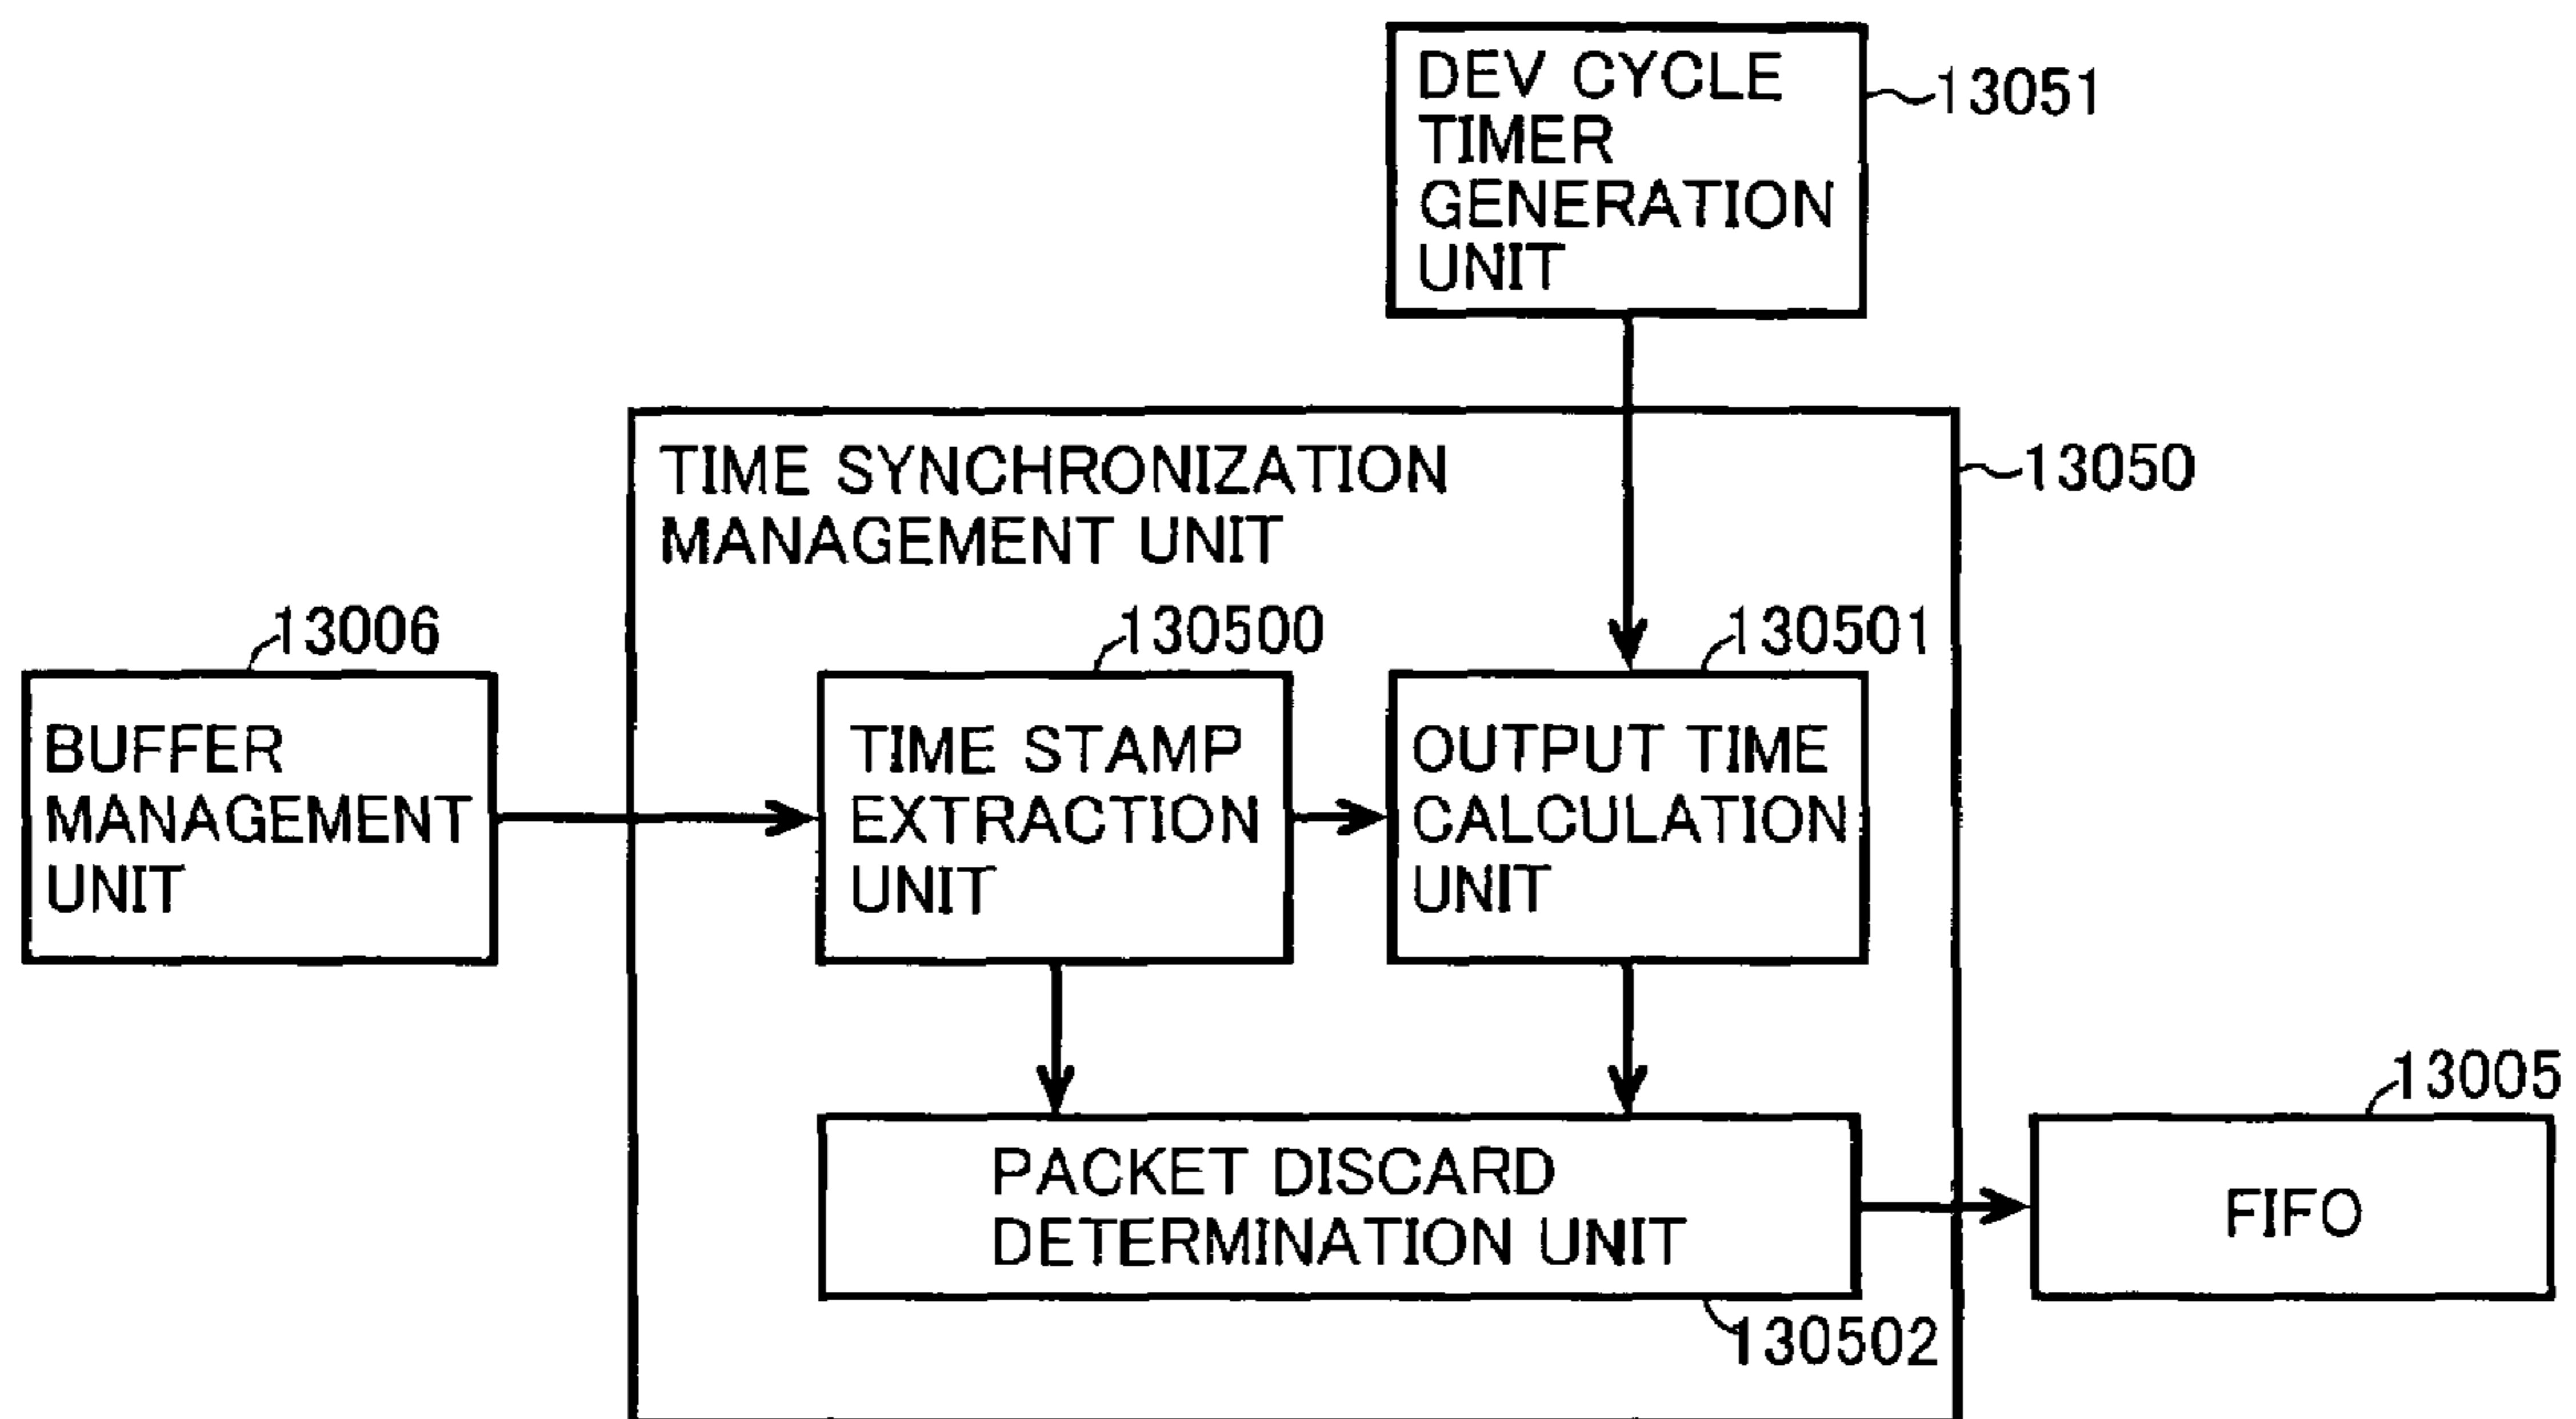 DEV CYCLE
TIMER
GENERATION
UNIT
13051
TIME SYNCHRONIZATION
MANAGEMENT UNIT
13050
13006
BUFFER
MANAGEMENT
UNIT
130500
TIME STAMP
EXTRACTION
UNIT
130501
OUTPUT TIME
CALCULATION
UNIT
PACKET DISCARD
DETERMINATION UNIT
130502
13005
FIFO